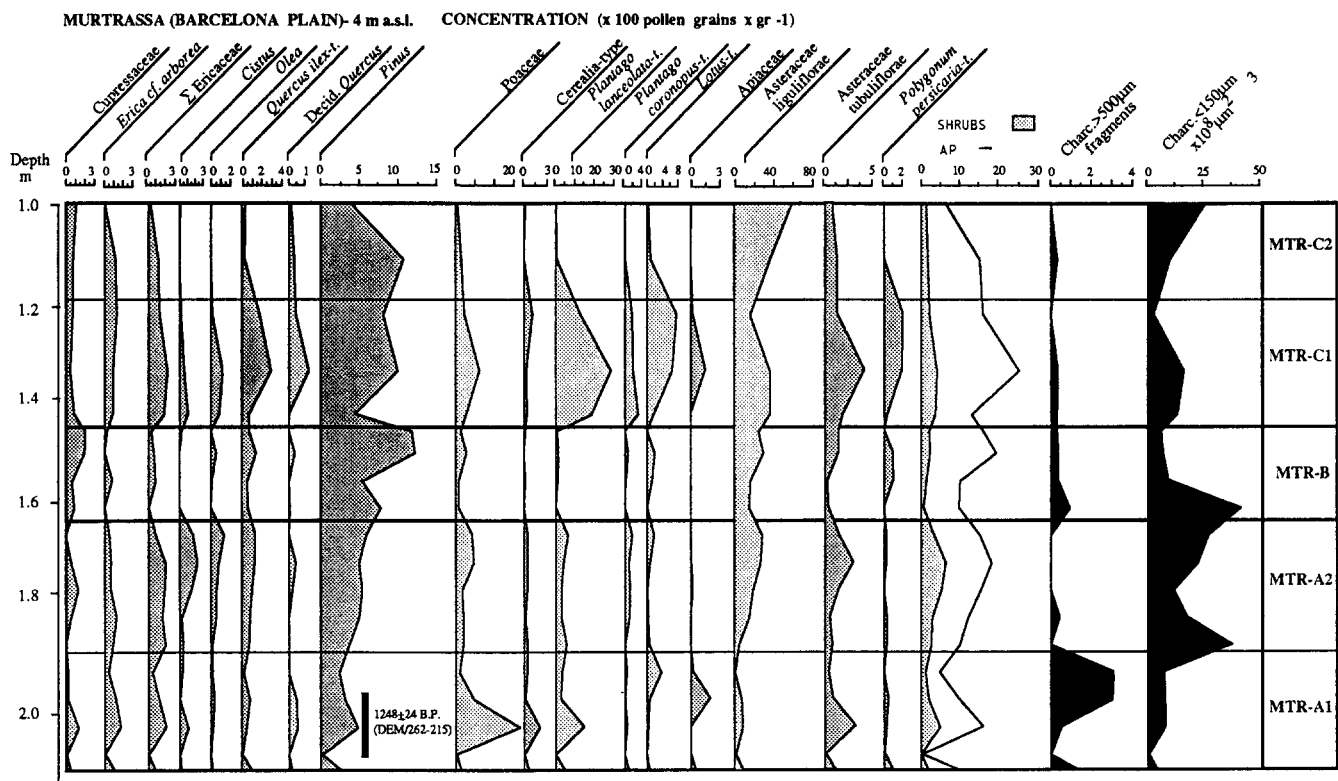 MURTRASSA (BARCELONA PLAIN)- 4 m a.s.l. CONCENTRATION (x 100 pollen grains x gr -1)
Cupressaceae
Erica cf. arborea
Σ Ericaceae
Cistus
Olea
Quercus ilex-t.
Decid. Quercus
Pinus
Poaceae
Cerealia-type
Plantago
lanceolata-t.
Plantago
coronopus-t.
Lotus-t.
Apiaceae
Asteraceae
liguliflorae
Asteraceae
tubuliflorae
Polygonum
persicaria-t.
SHRUBS
AP
Charc.>500µm
fragments
Charc.<150µm
x10⁸µm² 3
Depth
m
0 3 0 3 0 3 0 3 0 2 0 2 4 0 1 0 5 10 15 0 20 0 3 0 10 20 30 0 4 0 4 8 0 3 0 40 80 0 5 0 2 0 10 20 30 0 2 4 0 25 50
1.0
1.2
1.4
1.6
1.8
2.0
MTR-C2
MTR-C1
MTR-B
MTR-A2
MTR-A1
1248±24 B.P.
(DEM/262-215)